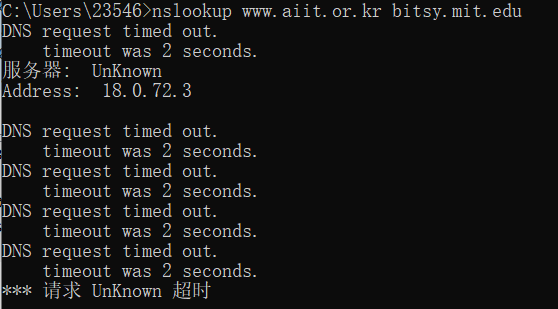 C:\Users\23546>nslookup www.aiit.or.kr bitsy.mit.edu
DNS request timed out.
    timeout was 2 seconds.
服务器:  UnKnown
Address:  18.0.72.3

DNS request timed out.
    timeout was 2 seconds.
DNS request timed out.
    timeout was 2 seconds.
DNS request timed out.
    timeout was 2 seconds.
DNS request timed out.
    timeout was 2 seconds.
*** 请求 UnKnown 超时